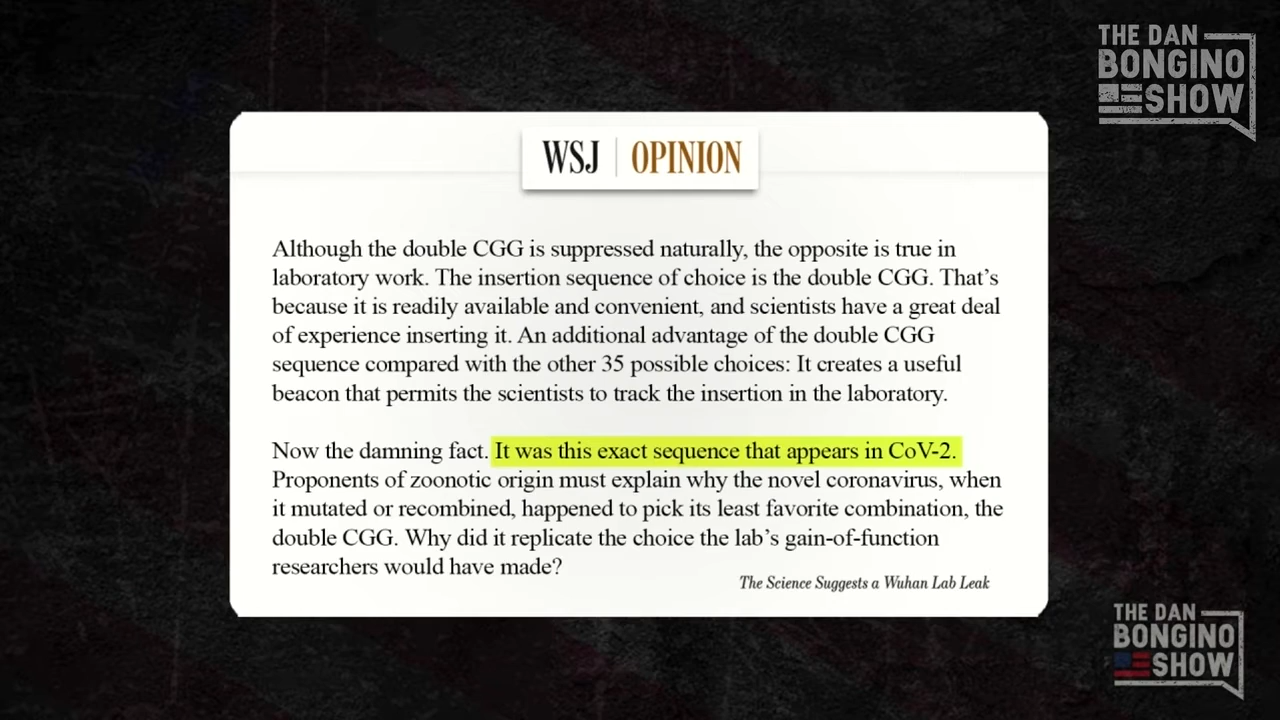 THE DAN
BONGINO
SHOW
WSJ | OPINION
Although the double CGG is suppressed naturally, the opposite is true in
laboratory work. The insertion sequence of choice is the double CGG. That's
because it is readily available and convenient, and scientists have a great deal
of experience inserting it. An additional advantage of the double CGG
sequence compared with the other 35 possible choices: It creates a useful
beacon that permits the scientists to track the insertion in the laboratory.
Now the damning fact. It was this exact sequence that appears in CoV-2.
Proponents of zoonotic origin must explain why the novel coronavirus, when
it mutated or recombined, happened to pick its least favorite combination, the
double CGG. Why did it replicate the choice the lab's gain-of-function
researchers would have made?
The Science Suggests a Wuhan Lab Leak
THE DAN
BONGINO
SHOW